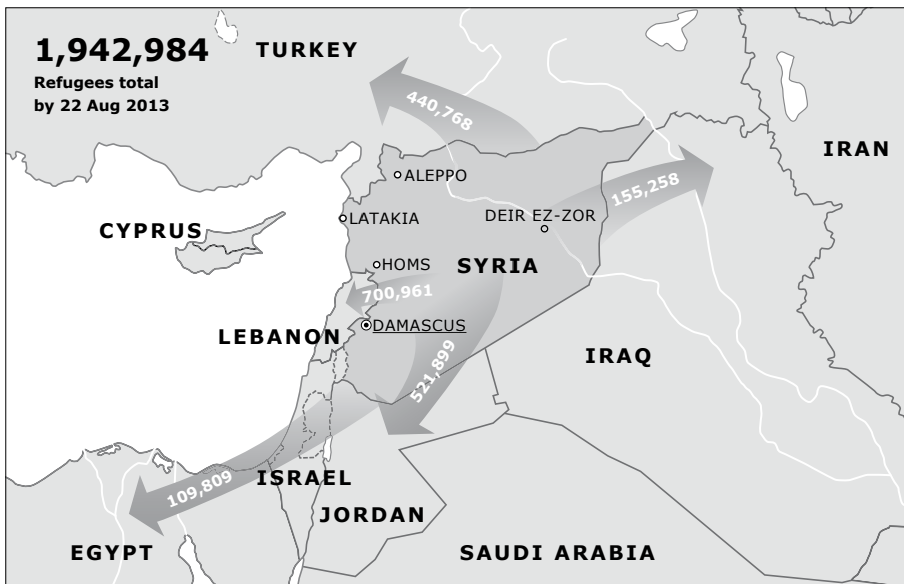 1,942,984
Refugees total
by 22 Aug 2013
TURKEY
440,768
IRAN
ALEPPO
155,258
CYPRUS
LATAKIA
DEIR EZ-ZOR
HOMS
SYRIA
700,961
LEBANON
DAMASCUS
IRAQ
521,899
109,809
ISRAEL
JORDAN
EGYPT
SAUDI ARABIA